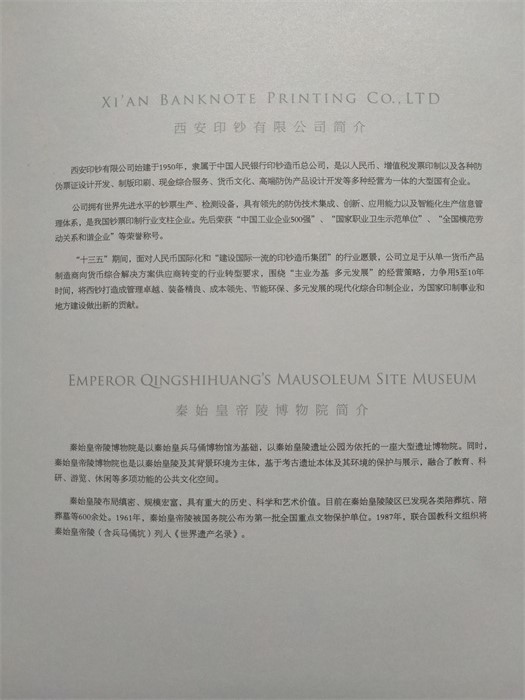 XI'AN BANKNOTE PRINTING CO.,LTD
西安印钞有限公司简介
西安印钞有限公司始建于1950年，隶属于中国人民银行印钞造币总公司，是以人民币、增值税发票印制以及各种防
伪票证设计开发、制版印刷、现金综合服务、货币文化、高端防伪产品设计开发等多种经营为一体的大型国有企业。
公司拥有世界先进水平的钞票生产、检测设备，具有领先的防伪技术集成、创新、应用能力以及智能化生产信息管
理体系，是我国钞票印制行业支柱企业。先后荣获“中国工业企业500强”、“国家职业卫生示范单位”、“全国模范劳
动关系和谐企业”等荣誉称号。
“十三五”期间，面对人民币国际化和“建设国际一流的印钞造币集团”的行业愿景，公司立足于从单一货币产品
制造商向货币综合解决方案供应商转变的行业转型要求，围绕“主业为基 多元发展”的经营策略，力争用5至10年
时间，将西钞打造成管理卓越、装备精良、成本领先、节能环保、多元发展的现代化综合印制企业，为国家印制事业和
地方建设做出新的贡献。
EMPEROR QINGSHIHUANG'S MAUSOLEUM SITE MUSEUM
秦始皇帝陵博物院简介
秦始皇帝陵博物院是以秦始皇兵马俑博物馆为基础，以秦始皇陵遗址公园为依托的一座大型遗址博物院。同时，
秦始皇帝陵博物院也是以秦始皇陵及其背景环境为主体，基于考古遗址本体及其环境的保护与展示，融合了教育、科
研、游览、休闲等多项功能的公共文化空间。
秦始皇陵布局缜密、规模宏富，具有重大的历史、科学和艺术价值。目前在秦始皇陵陵区已发现各类陪葬坑、陪
葬墓等600余处。1961年，秦始皇帝陵被国务院公布为第一批全国重点文物保护单位。1987年，联合国教科文组织将
秦始皇帝陵（含兵马俑坑）列入《世界遗产名录》。